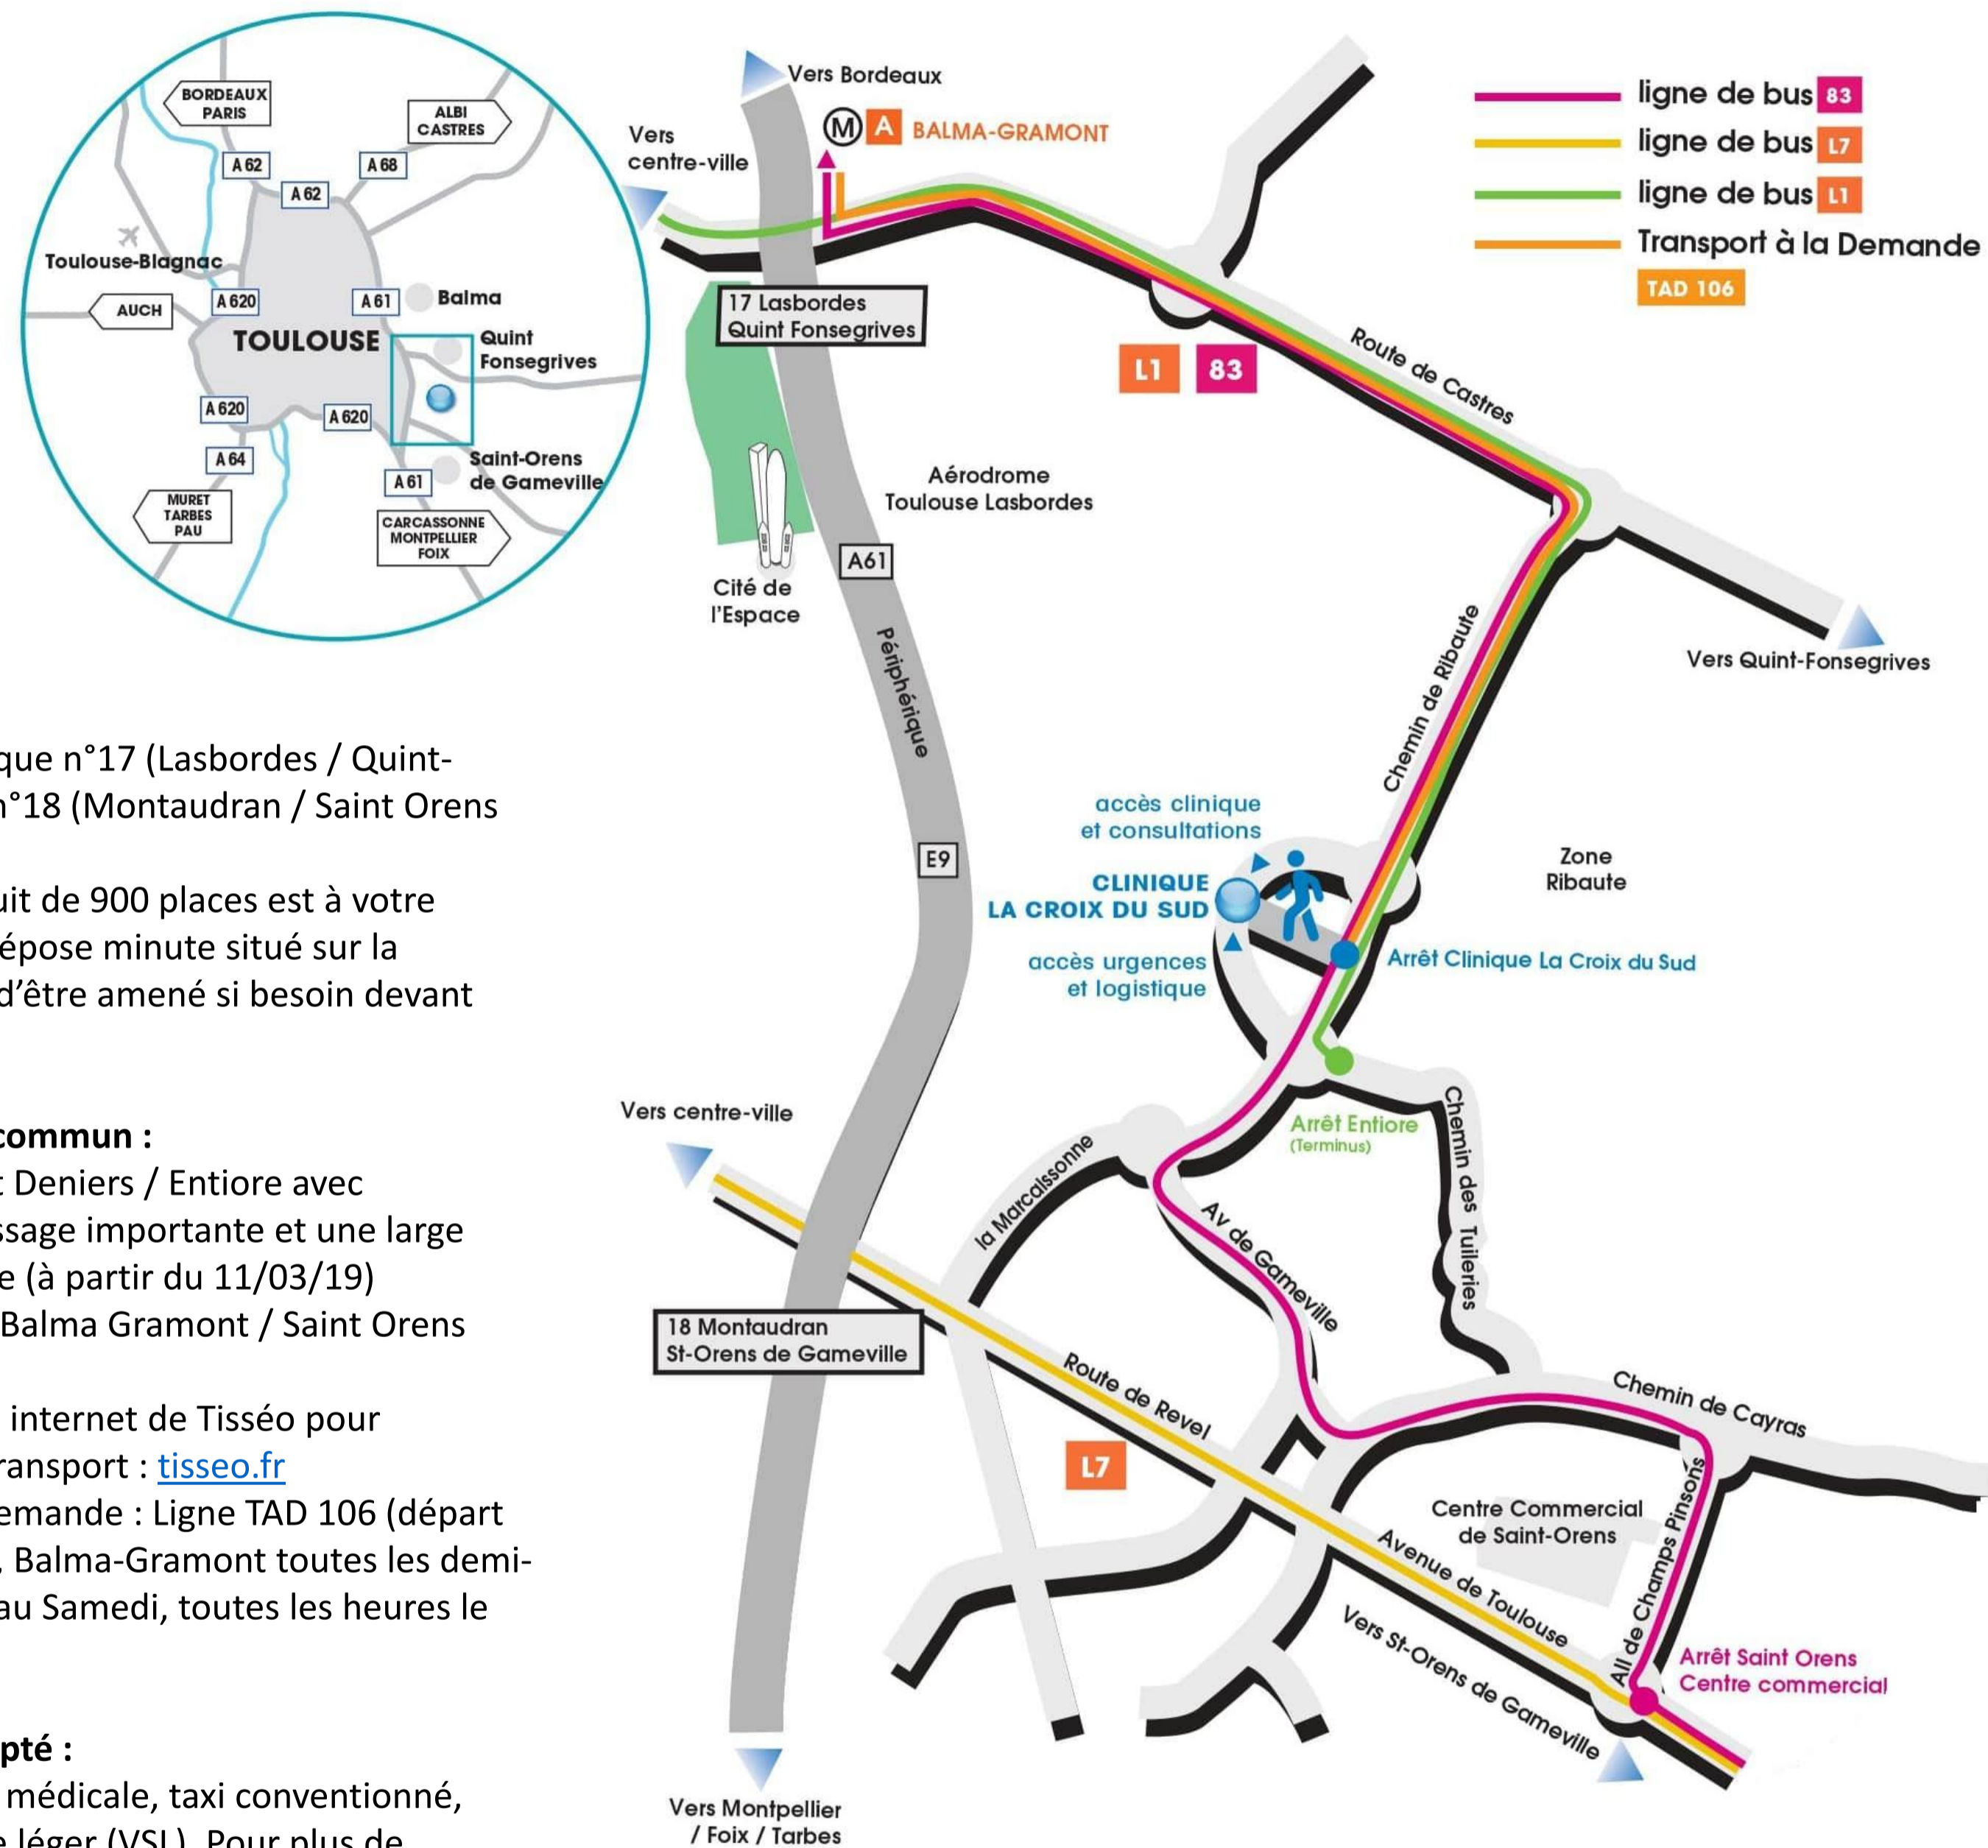 BORDEAUX
PARIS
ALBI
CASTRES
A 62
A 68
A 62
Toulouse-Blagnac
AUCH
A 620
A 61
Balma
TOULOUSE
Quint
Fonsegrives
A 620
A 620
A 64
Saint-Orens
de Gameville
A 61
MURET
TARBES
PAU
CARCASSONNE
MONTPELLIER
FOIX
Vers Bordeaux
Vers
centre-ville
M A BALMA-GRAMONT
ligne de bus 83
ligne de bus L7
ligne de bus L1
Transport à la Demande
TAD 106
17 Lasbordes
Quint Fonsegrives
L1 83
Route de Castres
Aérodrome
Toulouse Lasbordes
A61
Cité de
l'Espace
Périphérique
Chemin de Ribaute
Vers Quint-Fonsegrives
que n°17 (Lasbordes / Quint-
n°18 (Montaudran / Saint Orens
uit de 900 places est à votre
épose minute situé sur la
d’être amené si besoin devant
commun :
t Deniers / Entiore avec
ssage importante et une large
e (à partir du 11/03/19)
Balma Gramont / Saint Orens
internet de Tisséo pour
ransport : tisseo.fr
emande : Ligne TAD 106 (départ
, Balma-Gramont toutes les demi-
au Samedi, toutes les heures le
pté :
médicale, taxi conventionné,
e léger (VSL). Pour plus de
E9
accès clinique
et consultations
CLINIQUE
LA CROIX DU SUD
accès urgences
et logistique
Zone
Ribaute
Arrêt Clinique La Croix du Sud
Vers centre-ville
Arrêt Entiore
(Terminus)
Chemin des Tuileries
la Marcaissonne
Av de Gameville
18 Montaudran
St-Orens de Gameville
Route de Revel
L7
Chemin de Cayras
Centre Commercial
de Saint-Orens
All de Champs Pinsons
Avenue de Toulouse
Vers St-Orens de Gameville
Arrêt Saint Orens
Centre commercial
Vers Montpellier
/ Foix / Tarbes